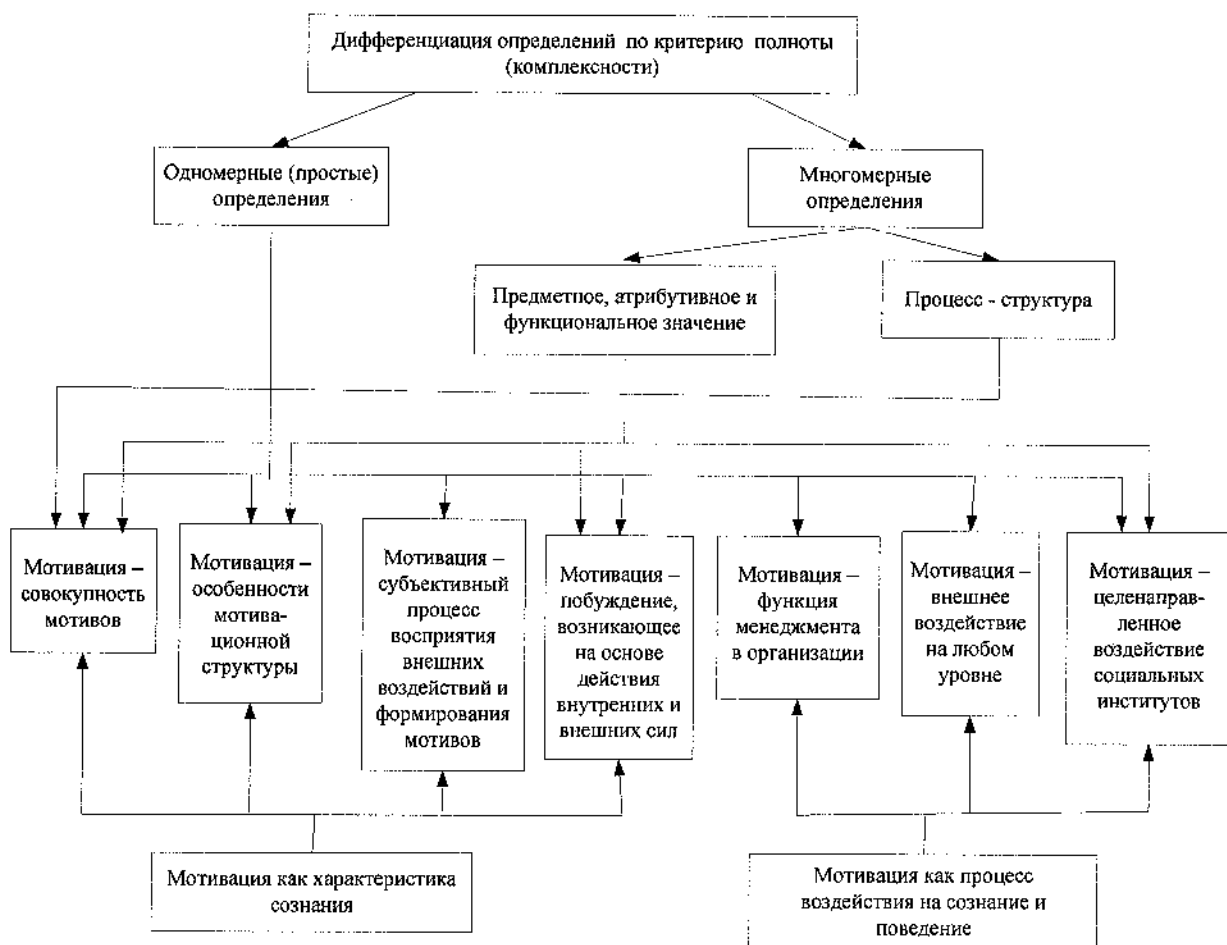 Дифференциация определений по критерию полноты
(комплексности)
Одномерные (простые)
определения
Многомерные
определения
Предметное, атрибутивное и
функциональное значение
Процесс - структура
Мотивация –
совокупность
мотивов
Мотивация –
особенности
мотива-
ционной
структуры
Мотивация –
субъективный
процесс
восприятия
внешних
воздействий и
формирования
мотивов
Мотивация –
побуждение,
возникающее
на основе
действия
внутренних и
внешних сил
Мотивация –
функция
менеджмента
в организации
Мотивация –
внешнее
воздействие
на любом
уровне
Мотивация –
целенаправ-
ленное
воздействие
социальных
институтов
Мотивация как характеристика
сознания
Мотивация как процесс
воздействия на сознание и
поведение